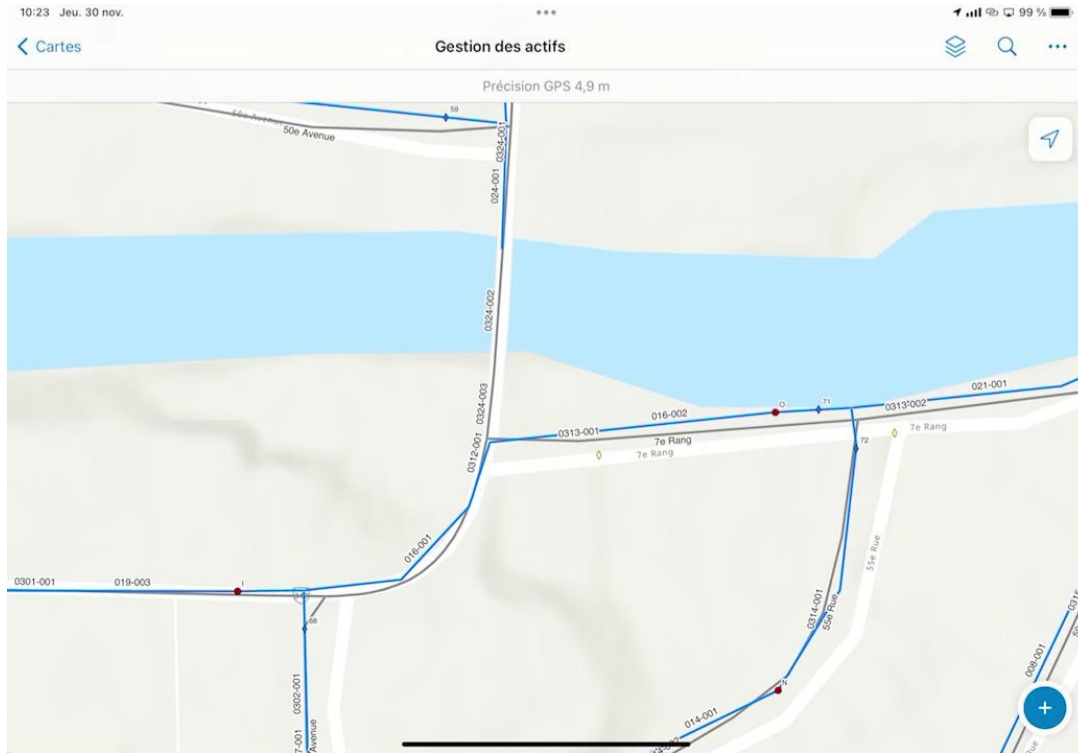 10:23 Jeu. 30 nov.
99 %
Cartes
Gestion des actifs
Précision GPS 4,9 m
59
50e Avenue
50e Avenue
0324-001
024-001
0324-002
0324-003
021-001
O
71
0313-002
016-002
0313-001
7e Rang
7e Rang
7e Rang
72
0312-001
016-001
55e Rue
0301-001
019-003
I
68
0314-001
55e Rue
008-001
N
0302-001
014-001
Avenue